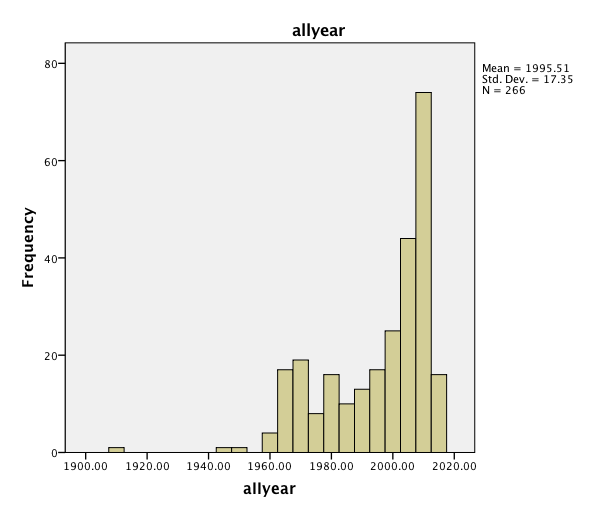 allyear
Mean = 1995.51
Std. Dev. = 17.35
N = 266
80
60
40
20
0
Frequency
1900.00 1920.00 1940.00 1960.00 1980.00 2000.00 2020.00
allyear